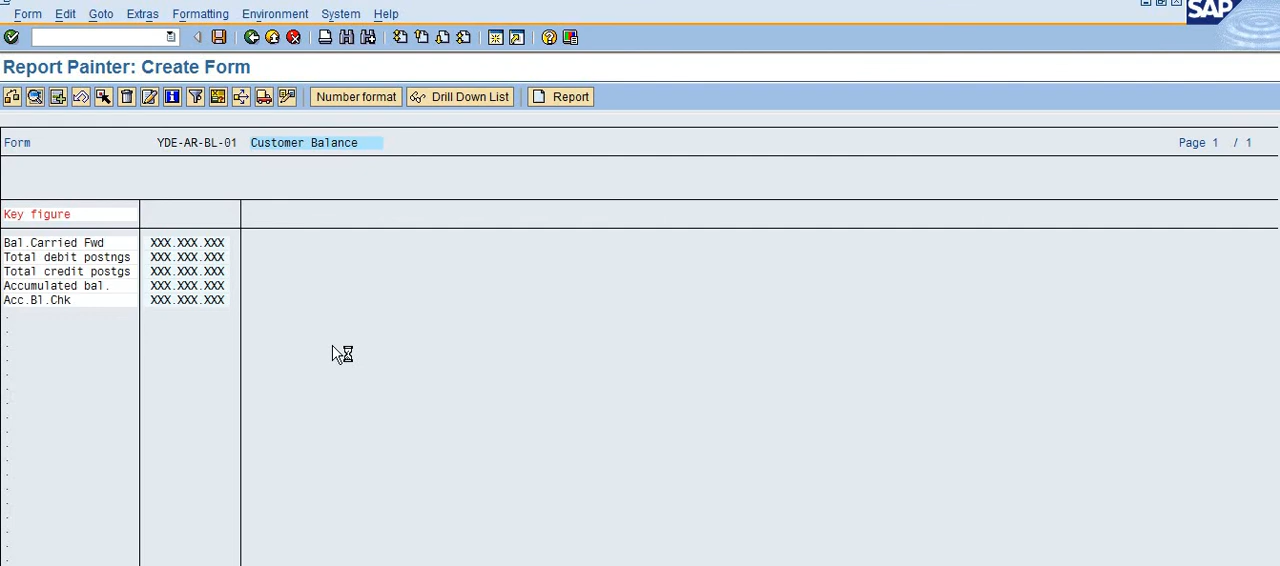 Form Edit Goto Extras Formatting Environment System Help
SAP
Report Painter: Create Form
Number format Drill Down List Report
Form YDE-AR-BL-01 Customer Balance Page 1 / 1
Key figure
Bal.Carried Fwd XXX.XXX.XXX
Total debit postngs XXX.XXX.XXX
Total credit postgs XXX.XXX.XXX
Accumulated bal. XXX.XXX.XXX
Acc.Bl.Chk XXX.XXX.XXX